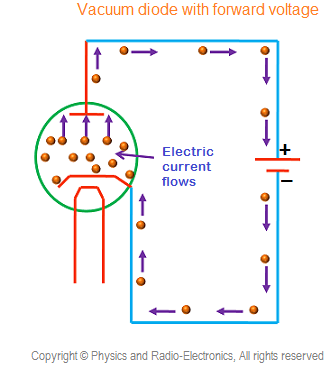 Vacuum diode with forward voltage
Electric
current
flows
+
–
Copyright © Physics and Radio-Electronics, All rights reserved